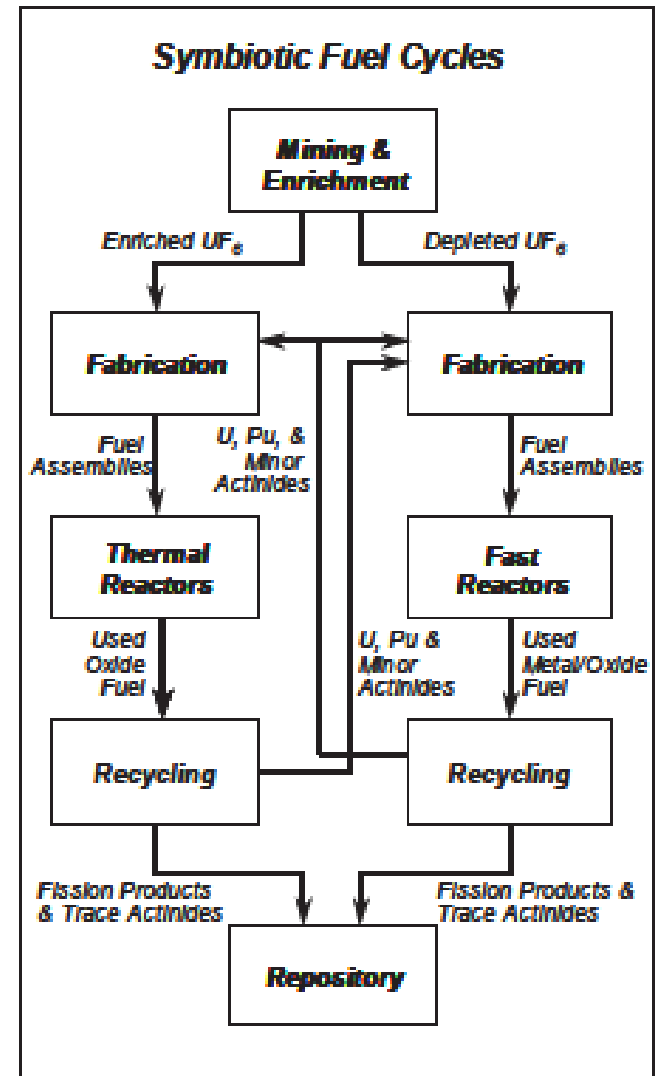 Symbiotic Fuel Cycles
Mining &
Enrichment
Enriched UF6
Depleted UF6
Fabrication
Fabrication
Fuel
Assemblies
U, Pu, &
Minor
Actinides
Fuel
Assemblies
Thermal
Reactors
Fast
Reactors
Used
Oxide
Fuel
U, Pu &
Minor
Actinides
Used
Metal/Oxide
Fuel
Recycling
Recycling
Fission Products
& Trace Actinides
Fission Products &
Trace Actinides
Repository